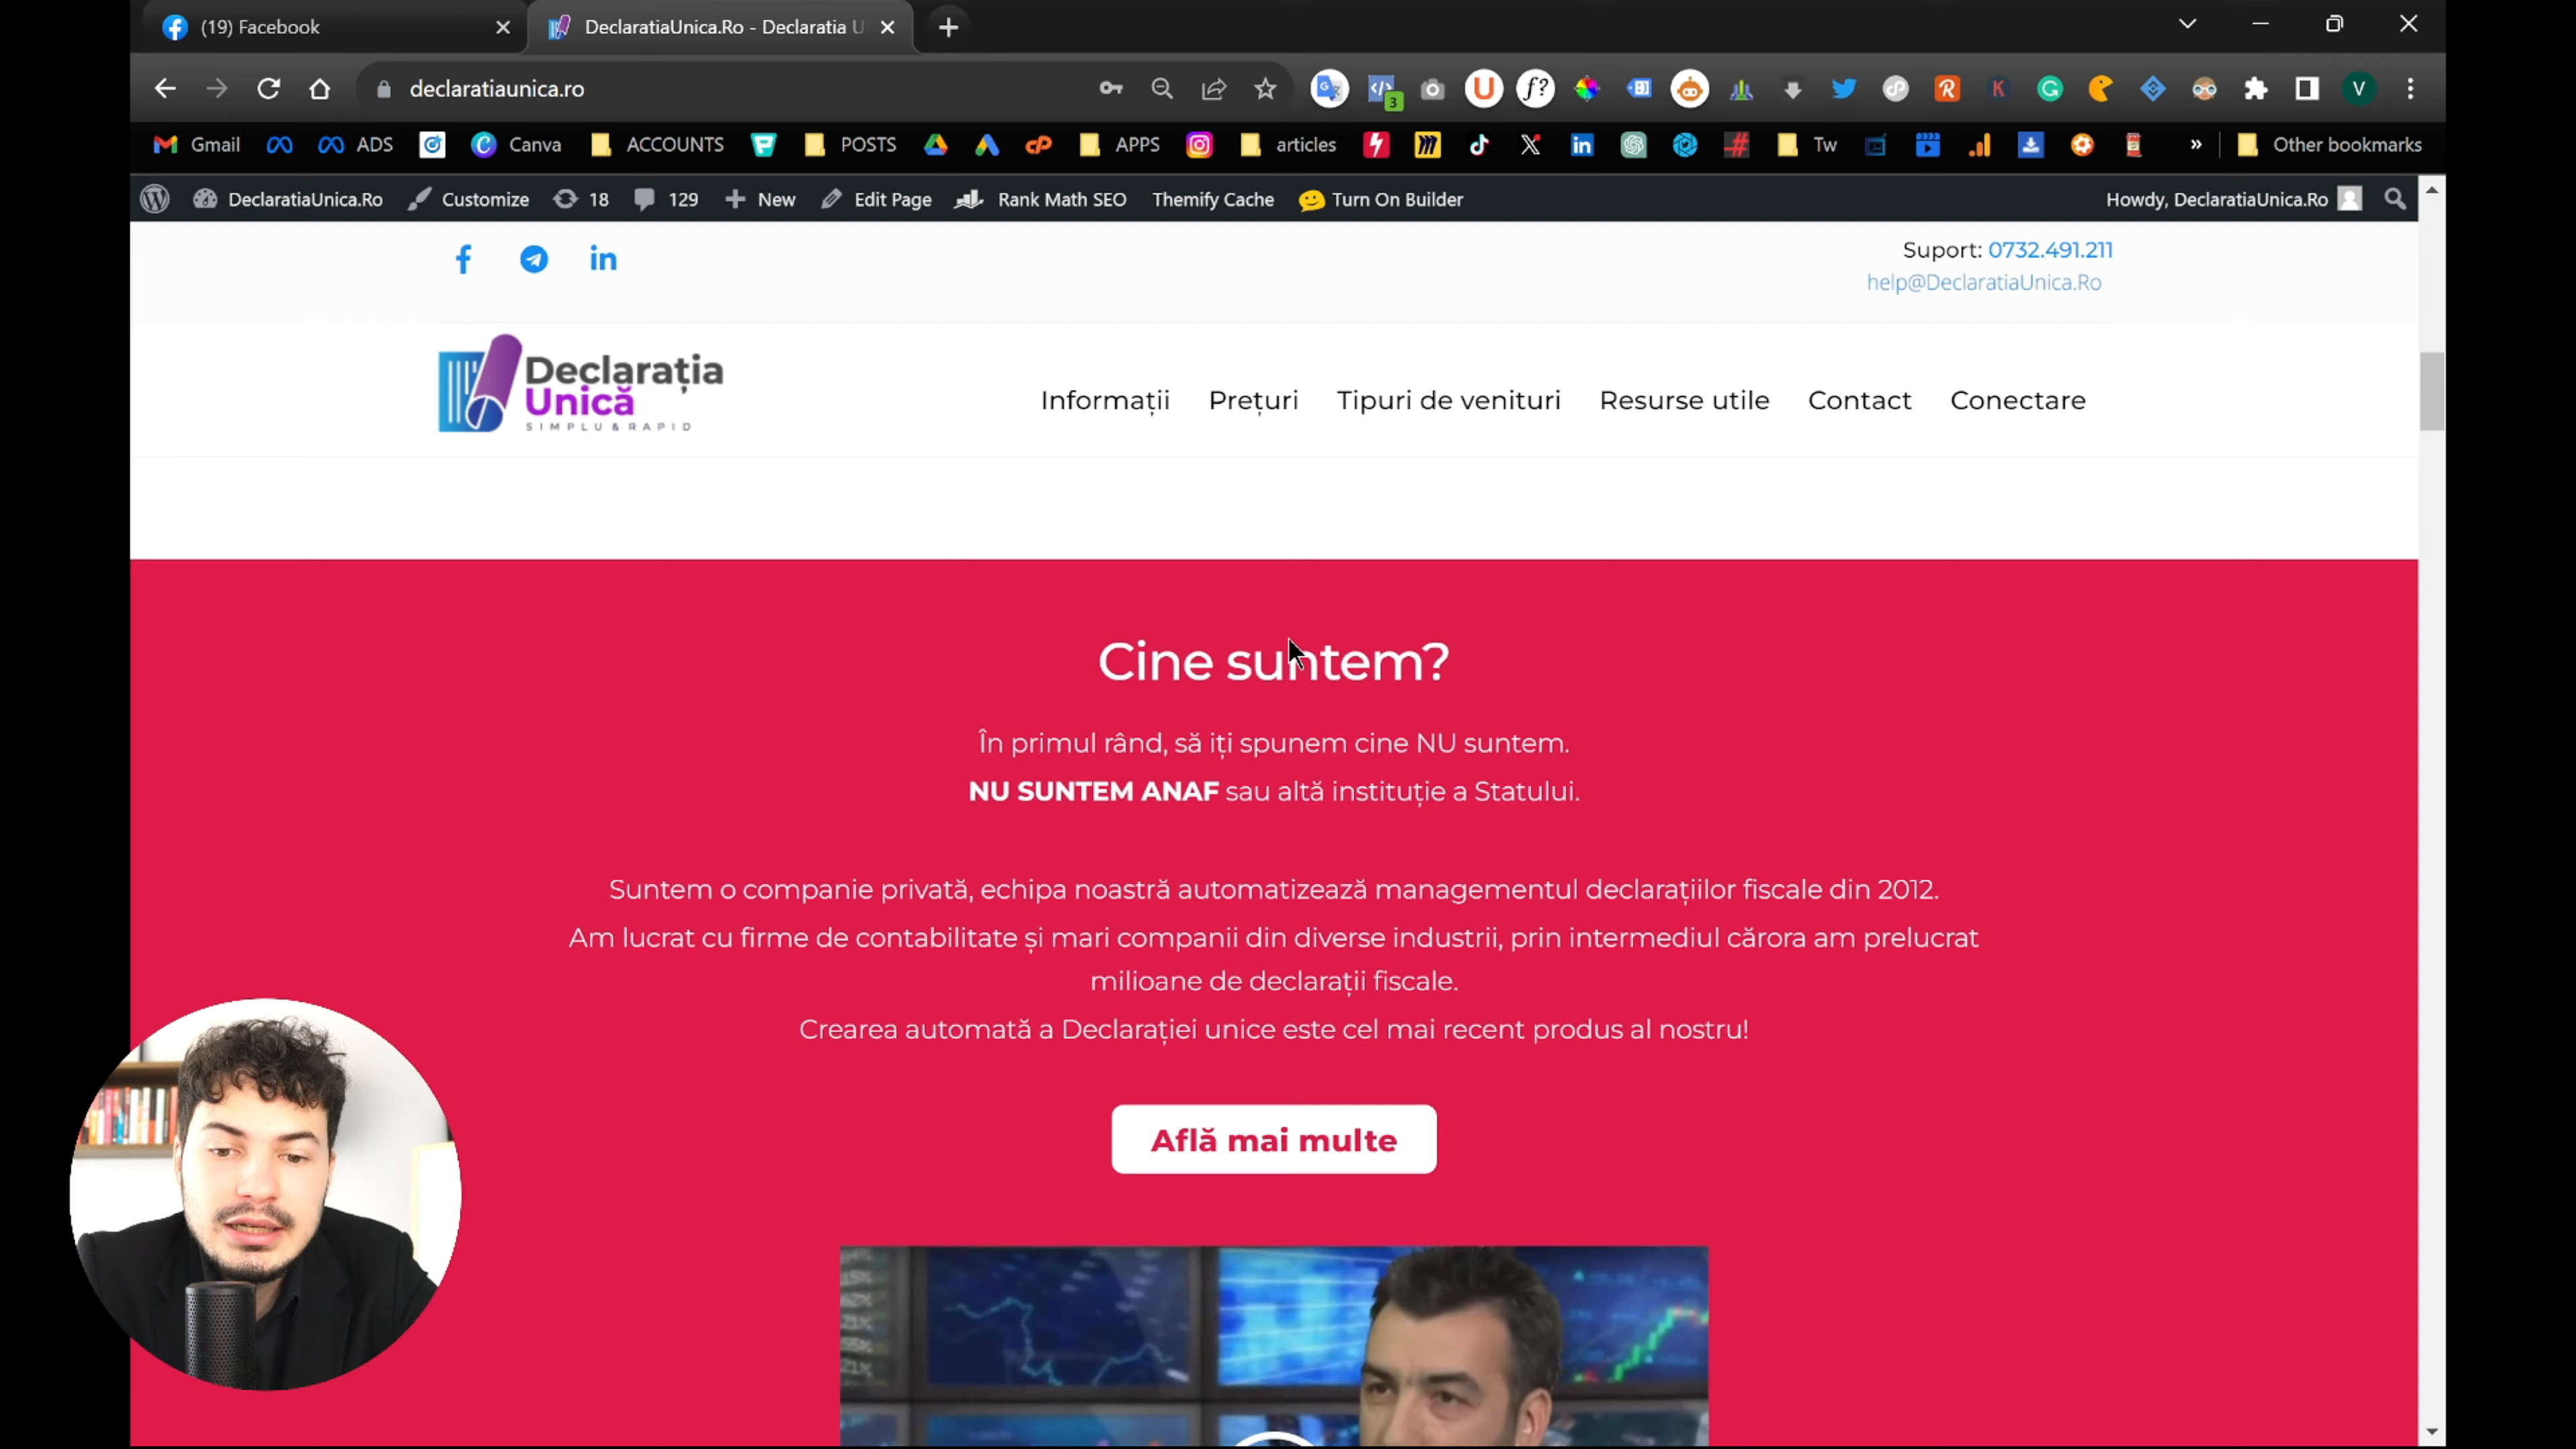 (19) Facebook
DeclaratiaUnica.Ro - Declaratia U
declaratiaunica.ro
3
V
Gmail
ADS
Canva
ACCOUNTS
POSTS
APPS
articles
Tw
» Other bookmarks
DeclaratiaUnica.Ro Customize 18 129 New Edit Page Rank Math SEO Themify Cache Turn On Builder Howdy, DeclaratiaUnica.Ro
Suport: 0732.491.211
help@DeclaratiaUnica.Ro
Declarația
Unică
SIMPLU & RAPID
Informații Prețuri Tipuri de venituri Resurse utile Contact Conectare
Cine suntem?
În primul rând, să iți spunem cine NU suntem.
NU SUNTEM ANAF sau altă instituție a Statului.
Suntem o companie privată, echipa noastră automatizează managementul declarațiilor fiscale din 2012.
Am lucrat cu firme de contabilitate și mari companii din diverse industrii, prin intermediul cărora am prelucrat
milioane de declarații fiscale.
Crearea automată a Declarației unice este cel mai recent produs al nostru!
Află mai multe